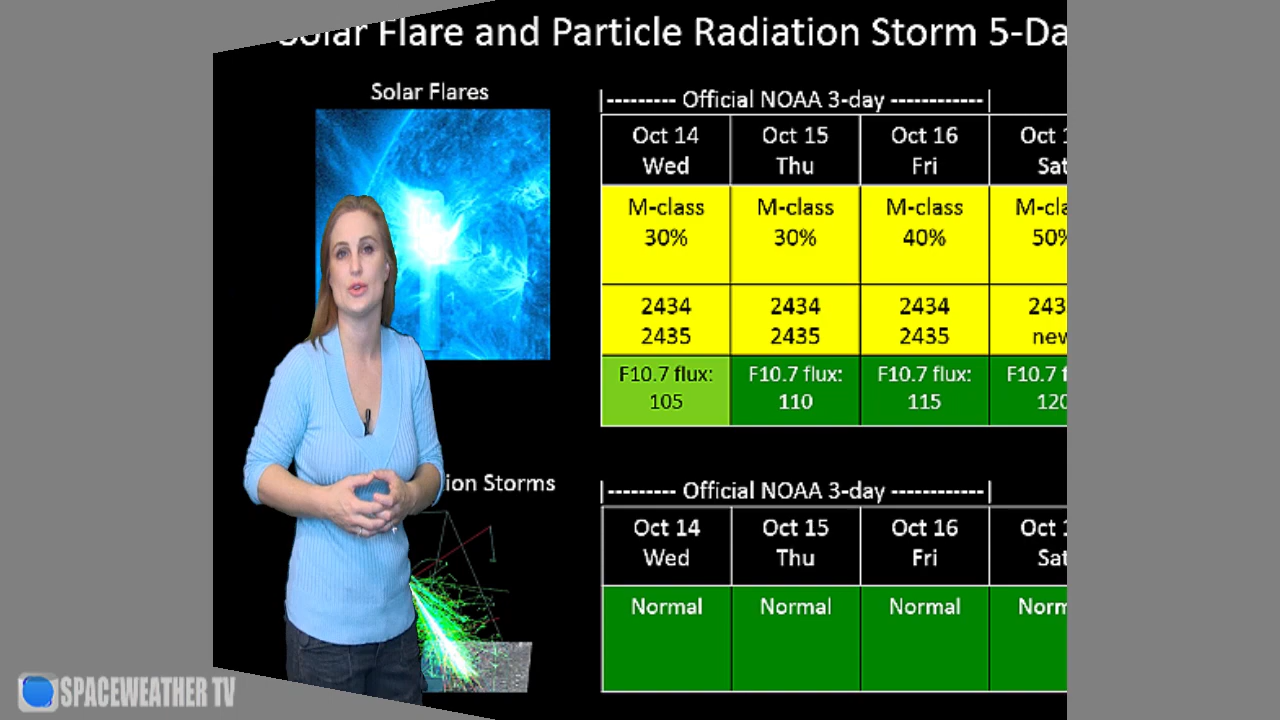 Solar Flare and Particle Radiation Storm 5-Da
Solar Flares
|--------- Official NOAA 3-day ------------|
Oct 14 Oct 15 Oct 16 Oct 1
Wed Thu Fri Sat
M-class M-class M-class M-cla
30% 30% 40% 50%
2434 2434 2434 243
2435 2435 2435 new
F10.7 flux: F10.7 flux: F10.7 flux: F10.7 f
105 110 115 120
ion Storms
|--------- Official NOAA 3-day ------------|
Oct 14 Oct 15 Oct 16 Oct 1
Wed Thu Fri Sat
Normal Normal Normal Norm
SPACEWEATHER TV